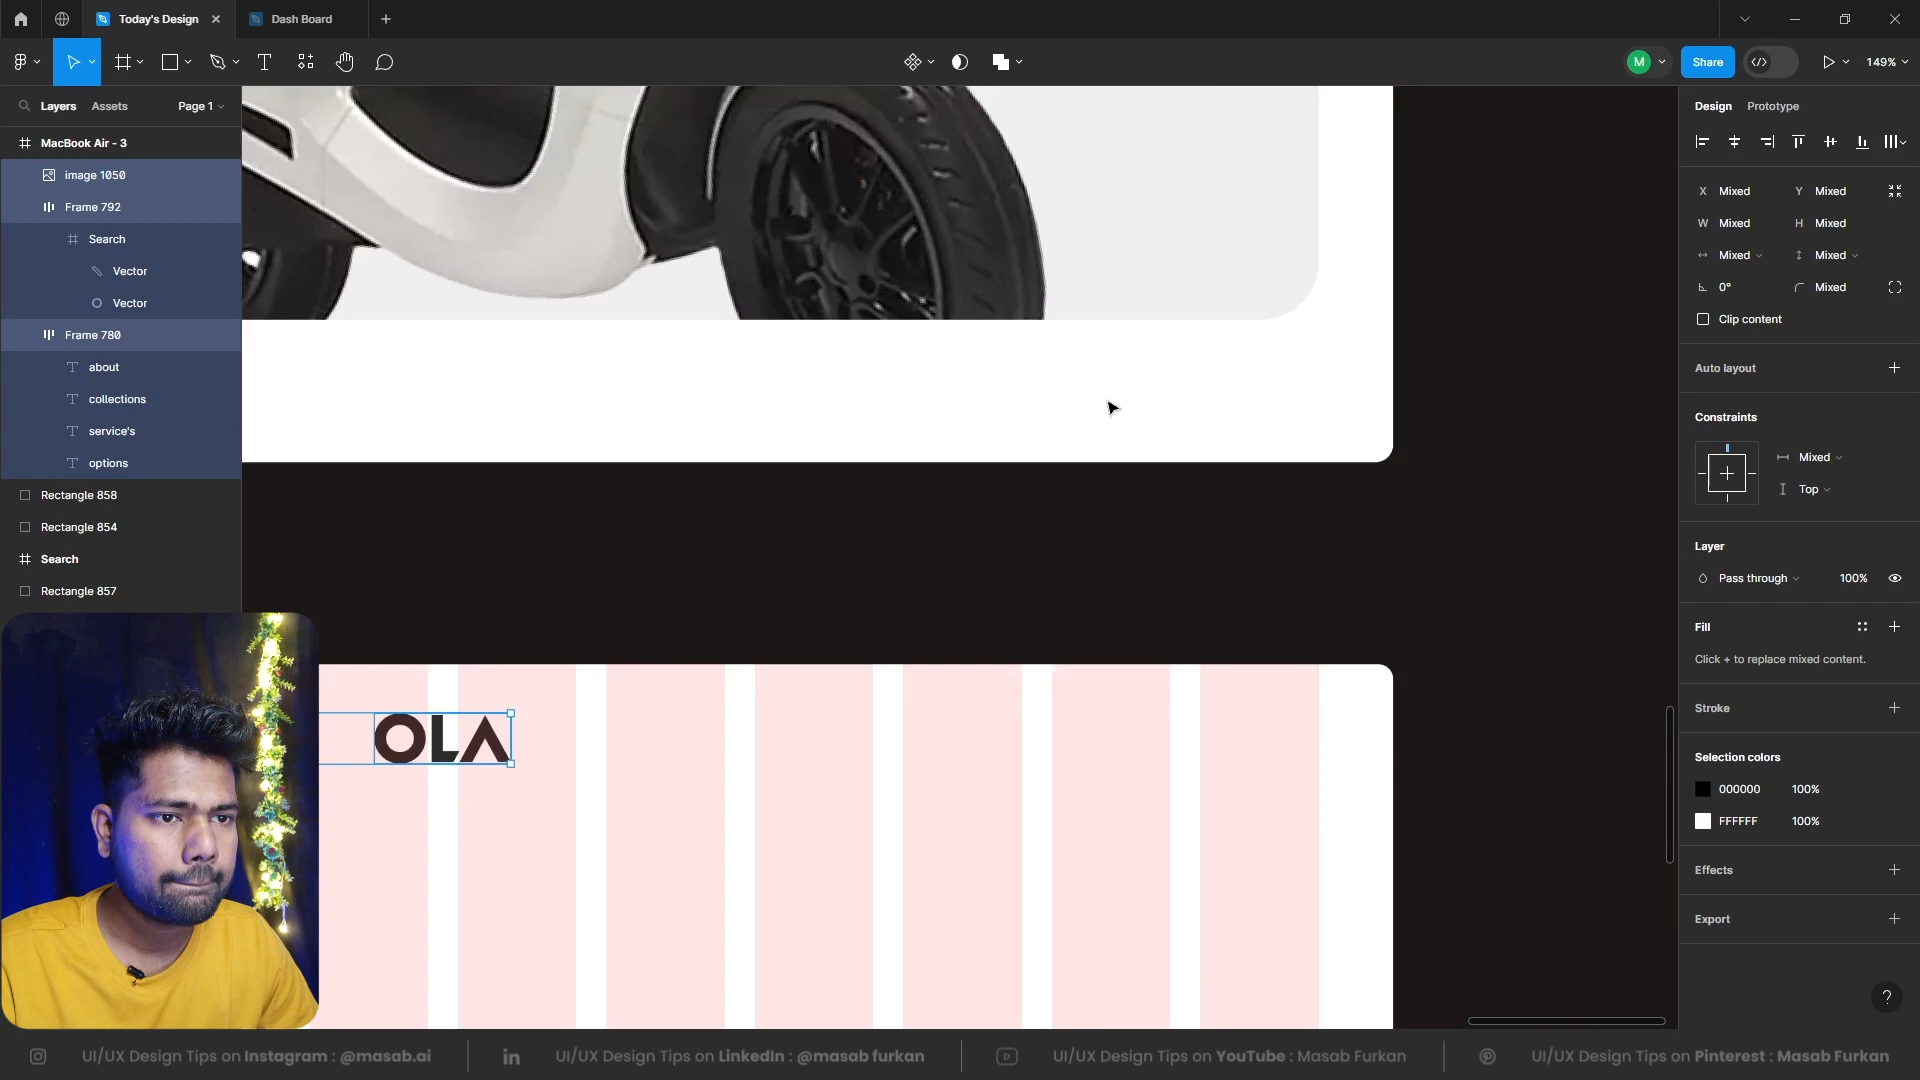 Today's Design
Dash Board
M
Share
149%
Layers
Assets
Page 1
MacBook Air - 3
image 1050
Frame 792
Search
Vector
Vector
Frame 780
about
collections
service's
options
Rectangle 858
Rectangle 854
Search
Rectangle 857
OLA
Design
Prototype
X Mixed
Y Mixed
W Mixed
H Mixed
Mixed
Mixed
0°
Mixed
Clip content
Auto layout
Constraints
Mixed
Top
Layer
Pass through
100%
Fill
Click + to replace mixed content.
Stroke
Selection colors
000000 100%
FFFFFF 100%
Effects
Export
?
UI/UX Design Tips on Instagram : @masab.ai
in UI/UX Design Tips on LinkedIn : @masab furkan
UI/UX Design Tips on YouTube : Masab Furkan
UI/UX Design Tips on Pinterest : Masab Furkan